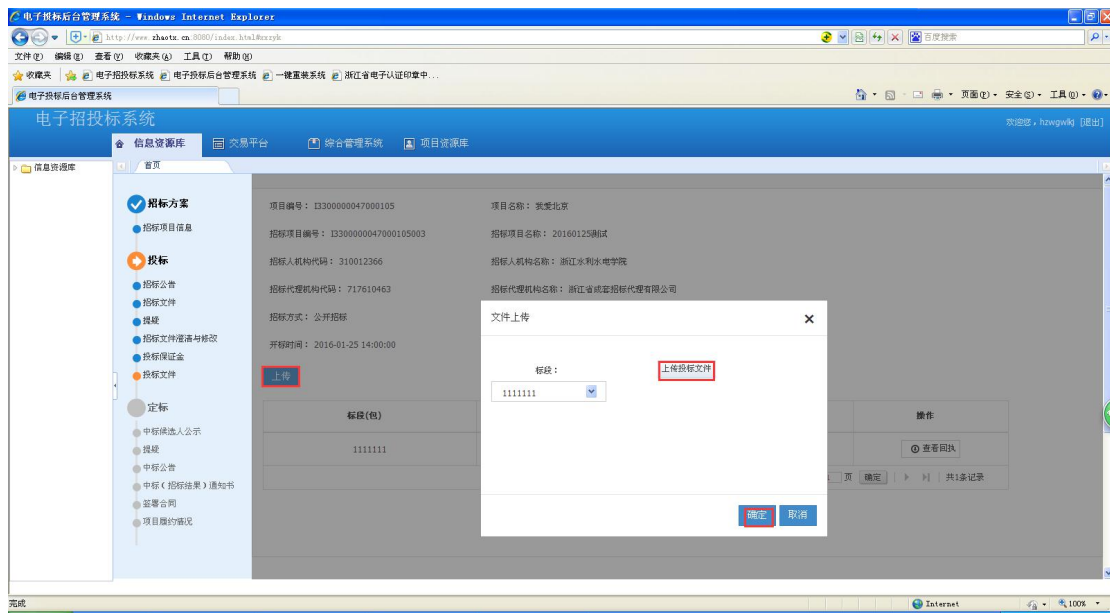 电子投标后台管理系统 - Windows Internet Explorer
http://www.zhaotx.cn:8080/index.html#xxzyk
百度搜索
文件(F) 编辑(E) 查看(V) 收藏夹(A) 工具(T) 帮助(H)
收藏夹 电子招投标系统 电子投标后台管理系统 一键重装系统 浙江省电子认证印章中...
电子投标后台管理系统 页面(P) 安全(S) 工具(O)
电子招投标系统
欢迎您，hzwgwlkj [退出]
信息资源库 交易平台 综合管理系统 项目资源库
信息资源库 首页
招标方案
招标项目信息
投标
招标公告
招标文件
提疑
招标文件澄清与修改
投标保证金
投标文件
定标
中标候选人公示
提疑
中标公告
中标(招标结果)通知书
签署合同
项目履约情况
项目编号： I3300000047000105 项目名称： 我爱北京
招标项目编号： I3300000047000105003 招标项目名称： 20160125测试
招标人机构代码： 310012366 招标人机构名称： 浙江水利水电学院
招标代理机构代码： 717610463 招标代理机构名称： 浙江省成套招标代理有限公司
招标方式： 公开招标
开标时间： 2016-01-25 14:00:00
上传
标段(包) 操作
1111111 查看回执
页 确定 共1条记录
文件上传 ×
标段： 上传投标文件
1111111
确定 取消
完成 Internet 100%